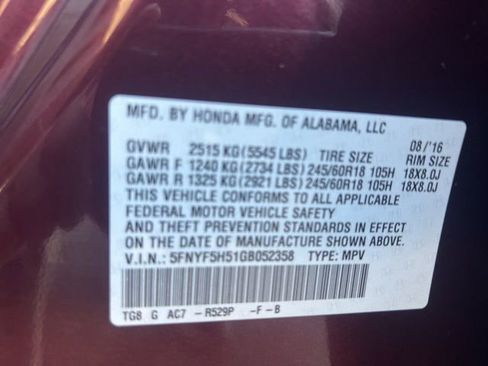 MFD. BY HONDA MFG. OF ALABAMA, LLC
GVWR 2515 KG (5545 LBS) TIRE SIZE 08/'16 RIM SIZE
GAWR F 1240 KG (2734 LBS) 245/60R18 105H 18X8.0J
GAWR R 1325 KG (2921 LBS) 245/60R18 105H 18X8.0J
THIS VEHICLE CONFORMS TO ALL APPLICABLE
FEDERAL MOTOR VEHICLE SAFETY
AND THEFT PREVENTION STANDARDS IN EFFECT
ON THE DATE OF MANUFACTURE SHOWN ABOVE.
V.I.N.: 5FNYF5H51GB052358 TYPE: MPV
TG8 G AC7 -R529P -F-B